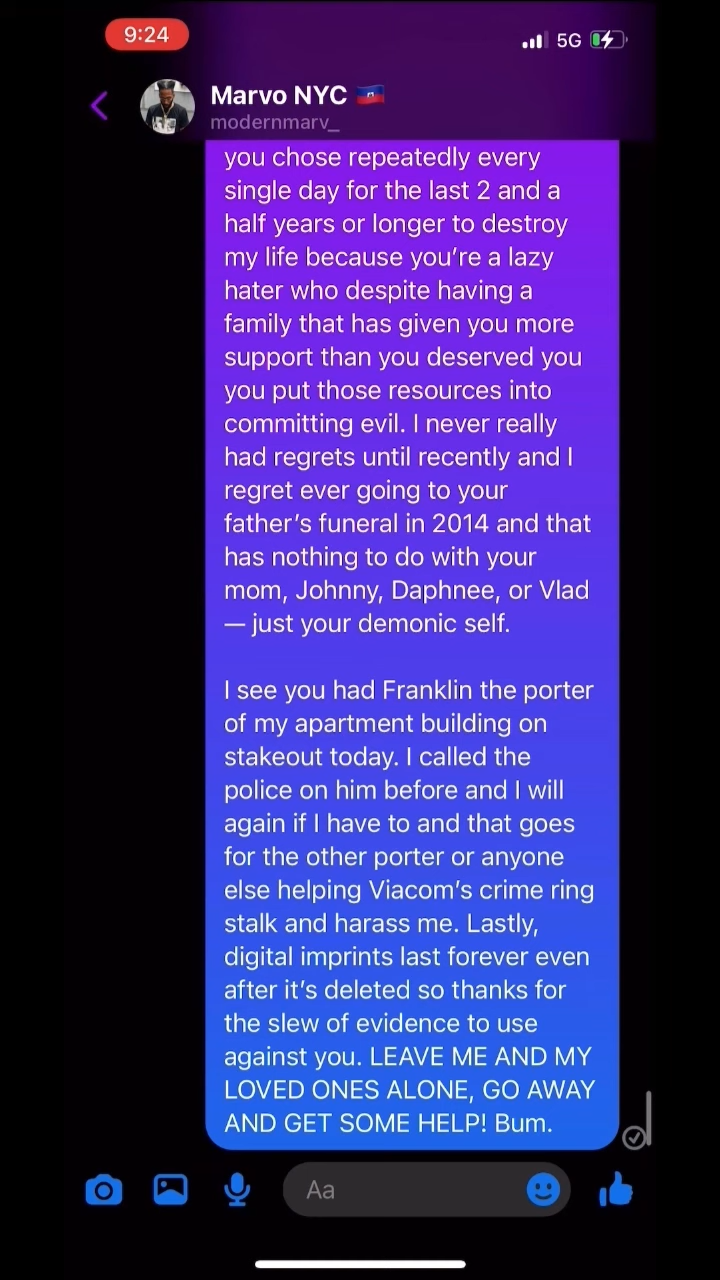 9:24
5G
Marvo NYC 🇭🇹
modernmarv_
you chose repeatedly every
single day for the last 2 and a
half years or longer to destroy
my life because you’re a lazy
hater who despite having a
family that has given you more
support than you deserved you
you put those resources into
committing evil. I never really
had regrets until recently and I
regret ever going to your
father’s funeral in 2014 and that
has nothing to do with your
mom, Johnny, Daphnee, or Vlad
— just your demonic self.
I see you had Franklin the porter
of my apartment building on
stakeout today. I called the
police on him before and I will
again if I have to and that goes
for the other porter or anyone
else helping Viacom’s crime ring
stalk and harass me. Lastly,
digital imprints last forever even
after it’s deleted so thanks for
the slew of evidence to use
against you. LEAVE ME AND MY
LOVED ONES ALONE, GO AWAY
AND GET SOME HELP! Bum.
Aa